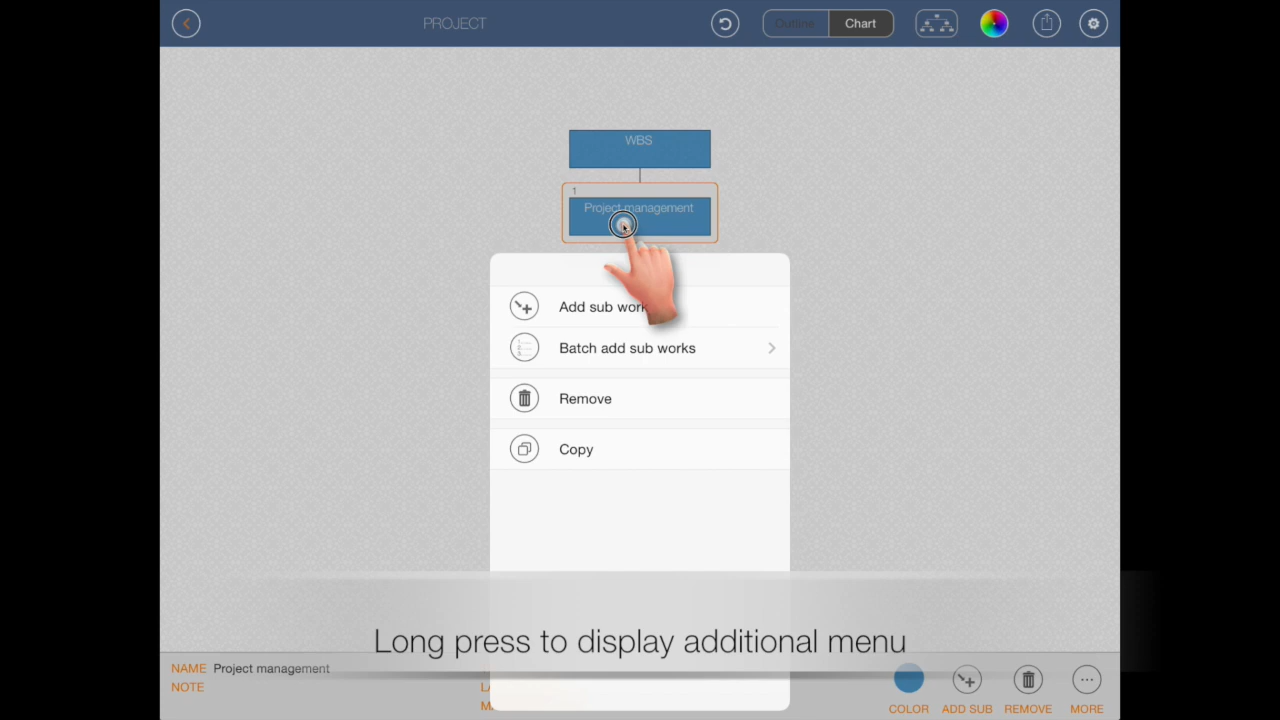 PROJECT
Outline
Chart
WBS
1
Project management
Add sub work
Batch add sub works
Remove
Copy
Long press to display additional menu
NAME Project management
NOTE
COLOR
ADD SUB
REMOVE
MORE